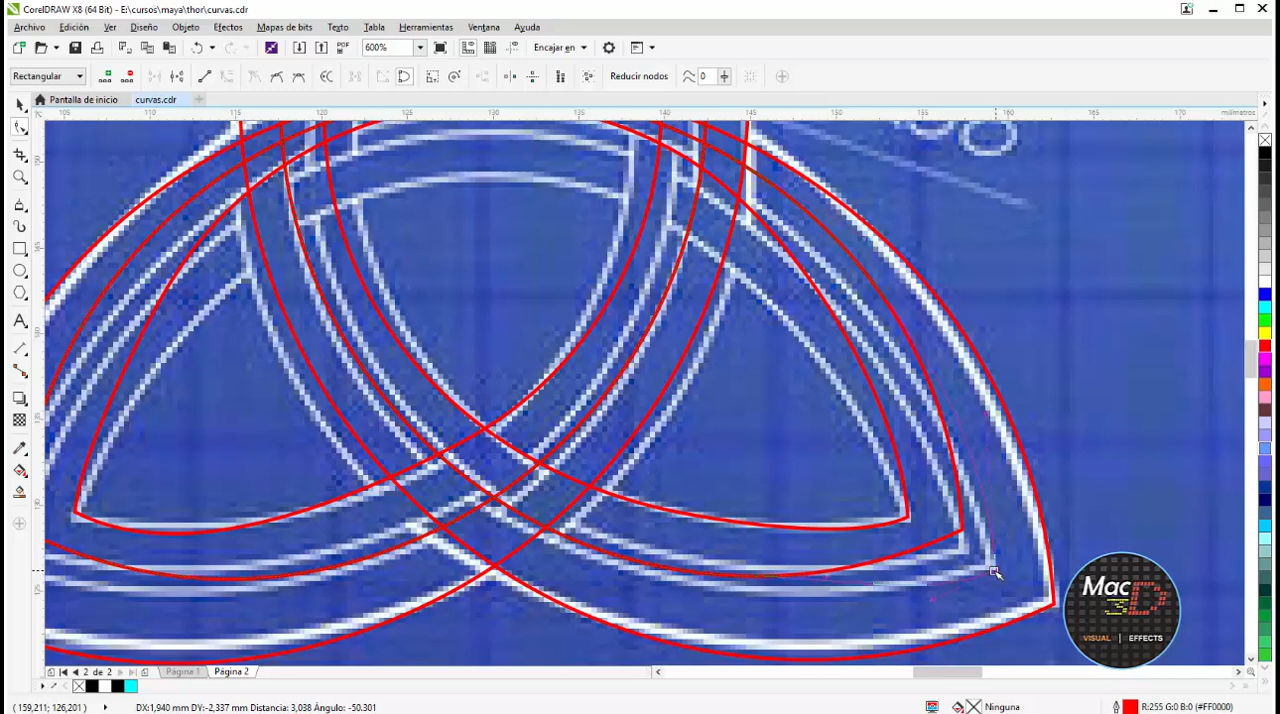 CorelDRAW X8 (64 Bit) - E:\cursos\maya\thor\curvas.cdr
Archivo Edición Ver Diseño Objeto Efectos Mapas de bits Texto Tabla Herramientas Ventana Ayuda
PDF 600% Encajar en
Rectangular Reducir nodos 0
Pantalla de inicio curvas.cdr
105 110 115 120 125 130 135 140 145 150 155 160 165 170 milímetros
Mac
3D
VISUAL | EFFECTS
2 de 2 Página 1 Página 2
( 159,211; 126,201 ) DX:1,940 mm DV:-2,337 mm Distancia: 3,038 Ángulo: -50.301 Ninguna R:255 G:0 B:0 (#FF0000)